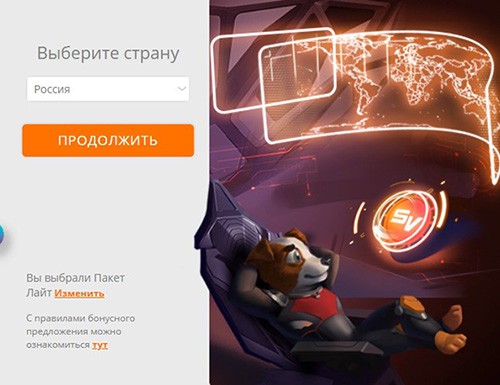 Выберите страну
Россия
ПРОДОЛЖИТЬ
SV
Вы выбрали Пакет
Лайт Изменить
С правилами бонусного
предложения можно
ознакомиться тут